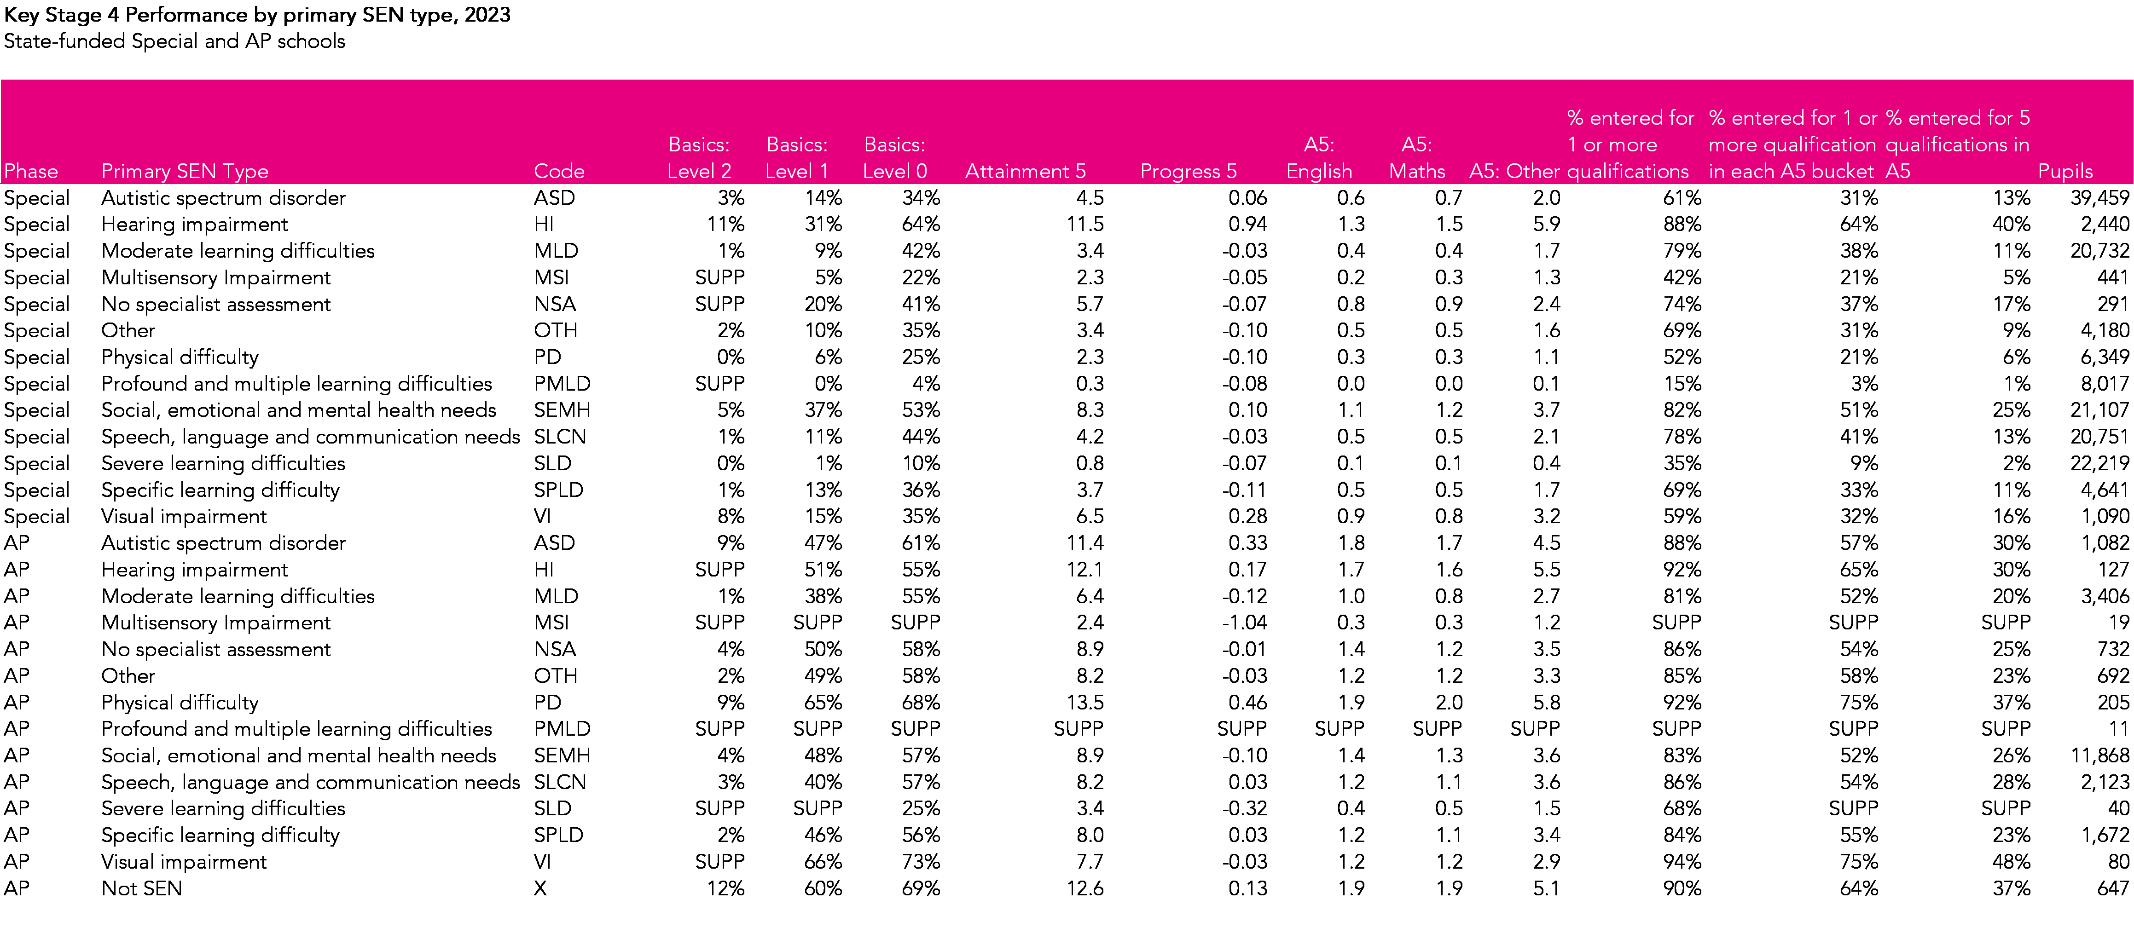 Key Stage 4 Performance by primary SEN type, 2023
State-funded Special and AP schools
Phase Primary SEN Type Code Basics: Level 2 Basics: Level 1 Basics: Level 0 Attainment 5 Progress 5 A5: English A5: Maths A5: Other % entered for 1 or more qualifications % entered for 1 or more qualification in each A5 bucket % entered for 5 qualifications in A5 Pupils
Special Autistic spectrum disorder ASD 3% 14% 34% 4.5 0.06 0.6 0.7 2.0 61% 31% 13% 39,459
Special Hearing impairment HI 11% 31% 64% 11.5 0.94 1.3 1.5 5.9 88% 64% 40% 2,440
Special Moderate learning difficulties MLD 1% 9% 42% 3.4 -0.03 0.4 0.4 1.7 79% 38% 11% 20,732
Special Multisensory Impairment MSI SUPP 5% 22% 2.3 -0.05 0.2 0.3 1.3 42% 21% 5% 441
Special No specialist assessment NSA SUPP 20% 41% 5.7 -0.07 0.8 0.9 2.4 74% 37% 17% 291
Special Other OTH 2% 10% 35% 3.4 -0.10 0.5 0.5 1.6 69% 31% 9% 4,180
Special Physical difficulty PD 0% 6% 25% 2.3 -0.10 0.3 0.3 1.1 52% 21% 6% 6,349
Special Profound and multiple learning difficulties PMLD SUPP 0% 4% 0.3 -0.08 0.0 0.0 0.1 15% 3% 1% 8,017
Special Social, emotional and mental health needs SEMH 5% 37% 53% 8.3 0.10 1.1 1.2 3.7 82% 51% 25% 21,107
Special Speech, language and communication needs SLCN 1% 11% 44% 4.2 -0.03 0.5 0.5 2.1 78% 41% 13% 20,751
Special Severe learning difficulties SLD 0% 1% 10% 0.8 -0.07 0.1 0.1 0.4 35% 9% 2% 22,219
Special Specific learning difficulty SPLD 1% 13% 36% 3.7 -0.11 0.5 0.5 1.7 69% 33% 11% 4,641
Special Visual impairment VI 8% 15% 35% 6.5 0.28 0.9 0.8 3.2 59% 32% 16% 1,090
AP Autistic spectrum disorder ASD 9% 47% 61% 11.4 0.33 1.8 1.7 4.5 88% 57% 30% 1,082
AP Hearing impairment HI SUPP 51% 55% 12.1 0.17 1.7 1.6 5.5 92% 65% 30% 127
AP Moderate learning difficulties MLD 1% 38% 55% 6.4 -0.12 1.0 0.8 2.7 81% 52% 20% 3,406
AP Multisensory Impairment MSI SUPP SUPP SUPP 2.4 -1.04 0.3 0.3 1.2 SUPP SUPP SUPP 19
AP No specialist assessment NSA 4% 50% 58% 8.9 -0.01 1.4 1.2 3.5 86% 54% 25% 732
AP Other OTH 2% 49% 58% 8.2 -0.03 1.2 1.2 3.3 85% 58% 23% 692
AP Physical difficulty PD 9% 65% 68% 13.5 0.46 1.9 2.0 5.8 92% 75% 37% 205
AP Profound and multiple learning difficulties PMLD SUPP SUPP SUPP SUPP SUPP SUPP SUPP SUPP SUPP SUPP SUPP 11
AP Social, emotional and mental health needs SEMH 4% 48% 57% 8.9 -0.10 1.4 1.3 3.6 83% 52% 26% 11,868
AP Speech, language and communication needs SLCN 3% 40% 57% 8.2 0.03 1.2 1.1 3.6 86% 54% 28% 2,123
AP Severe learning difficulties SLD SUPP SUPP 25% 3.4 -0.32 0.4 0.5 1.5 68% SUPP SUPP 40
AP Specific learning difficulty SPLD 2% 46% 56% 8.0 0.03 1.2 1.1 3.4 84% 55% 23% 1,672
AP Visual impairment VI SUPP 66% 73% 7.7 -0.03 1.2 1.2 2.9 94% 75% 48% 80
AP Not SEN X 12% 60% 69% 12.6 0.13 1.9 1.9 5.1 90% 64% 37% 647